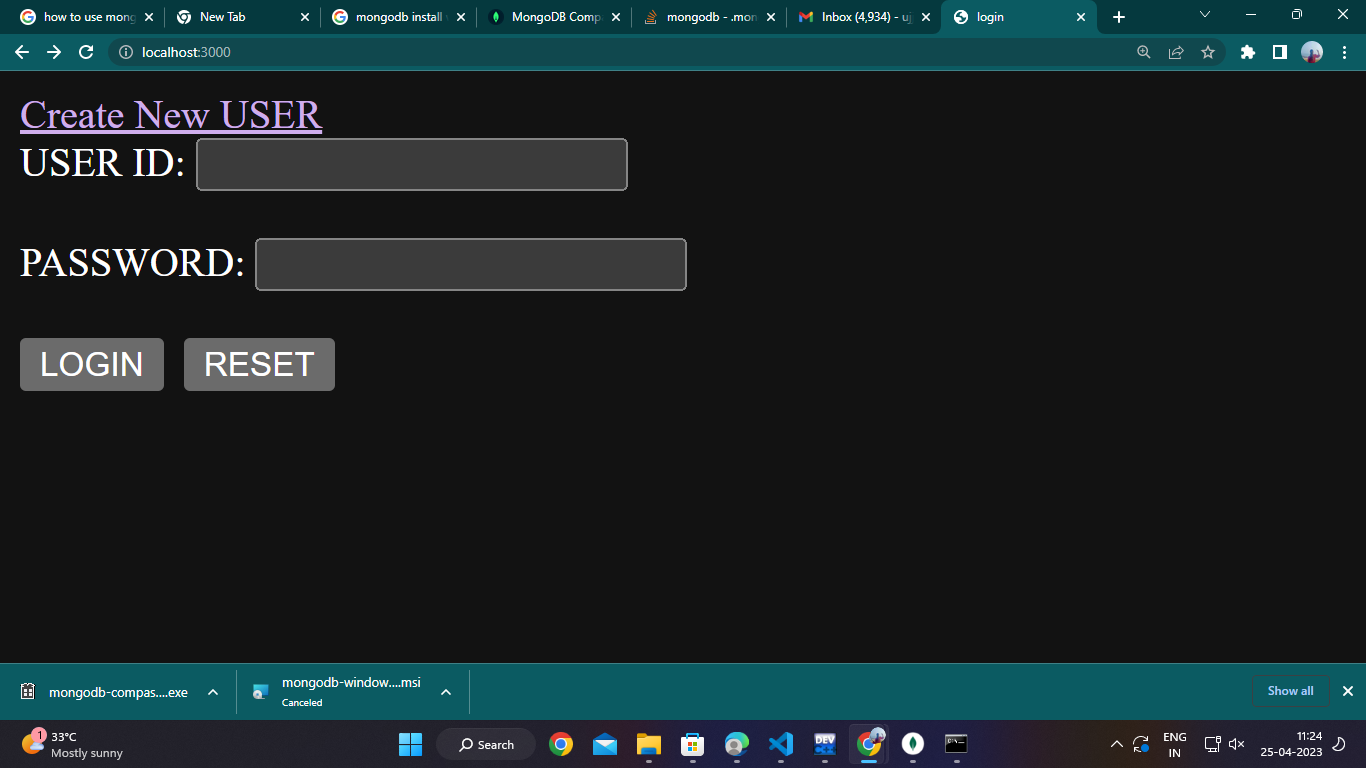 how to use mong
New Tab
mongodb install
MongoDB Comp
mongodb - .mon
Inbox (4,934) - uj
login
localhost:3000
Create New USER
USER ID:
PASSWORD:
LOGIN RESET
mongodb-compas....exe
mongodb-window....msi
Canceled
Show all
1
33°C
Mostly sunny
Search
DEV
ENG
IN
11:24
25-04-2023